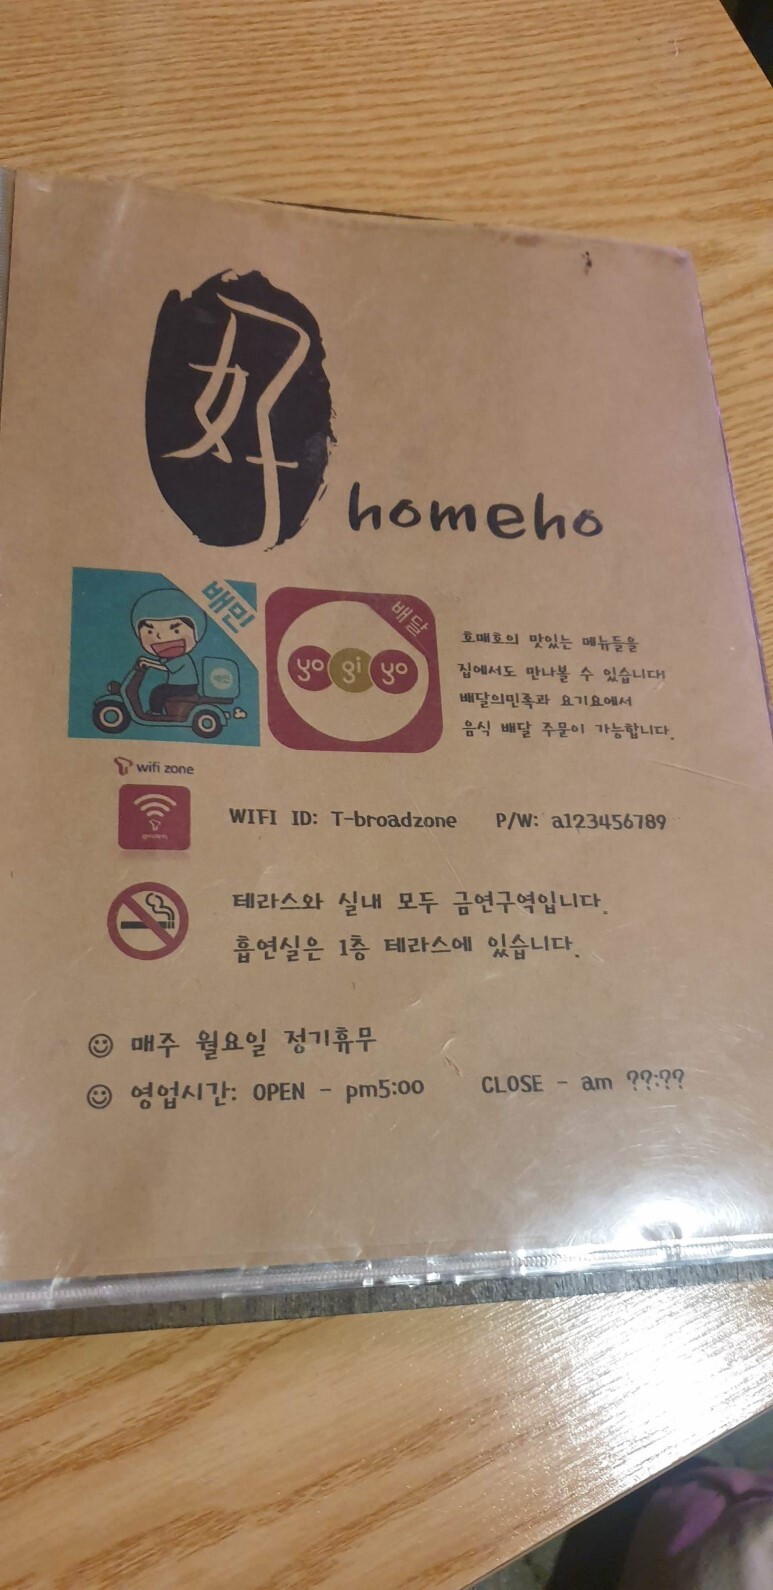 好
homeho
배민
배달
yo gi yo
호매호의 맛있는 메뉴들을
집에서도 만나볼 수 있습니다!
배달의민족과 요기요에서
음식 배달 주문이 가능합니다.
T wifi zone
WIFI ID: T-broadzone P/W: a123456789
테라스와 실내 모두 금연구역입니다.
흡연실은 1층 테라스에 있습니다.
매주 월요일 정기휴무
영업시간: OPEN - pm5:00 CLOSE - am ??:??